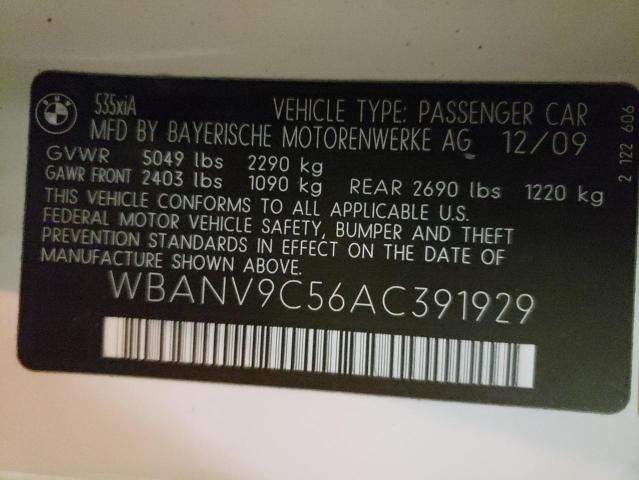 535xiA
VEHICLE TYPE: PASSENGER CAR
MFD BY BAYERISCHE MOTORENWERKE AG 12/09
GVWR 5049 lbs 2290 kg
GAWR FRONT 2403 lbs 1090 kg REAR 2690 lbs 1220 kg
THIS VEHICLE CONFORMS TO ALL APPLICABLE U.S.
FEDERAL MOTOR VEHICLE SAFETY, BUMPER AND THEFT
PREVENTION STANDARDS IN EFFECT ON THE DATE OF
MANUFACTURE SHOWN ABOVE.
WBANV9C56AC391929
2 122 606